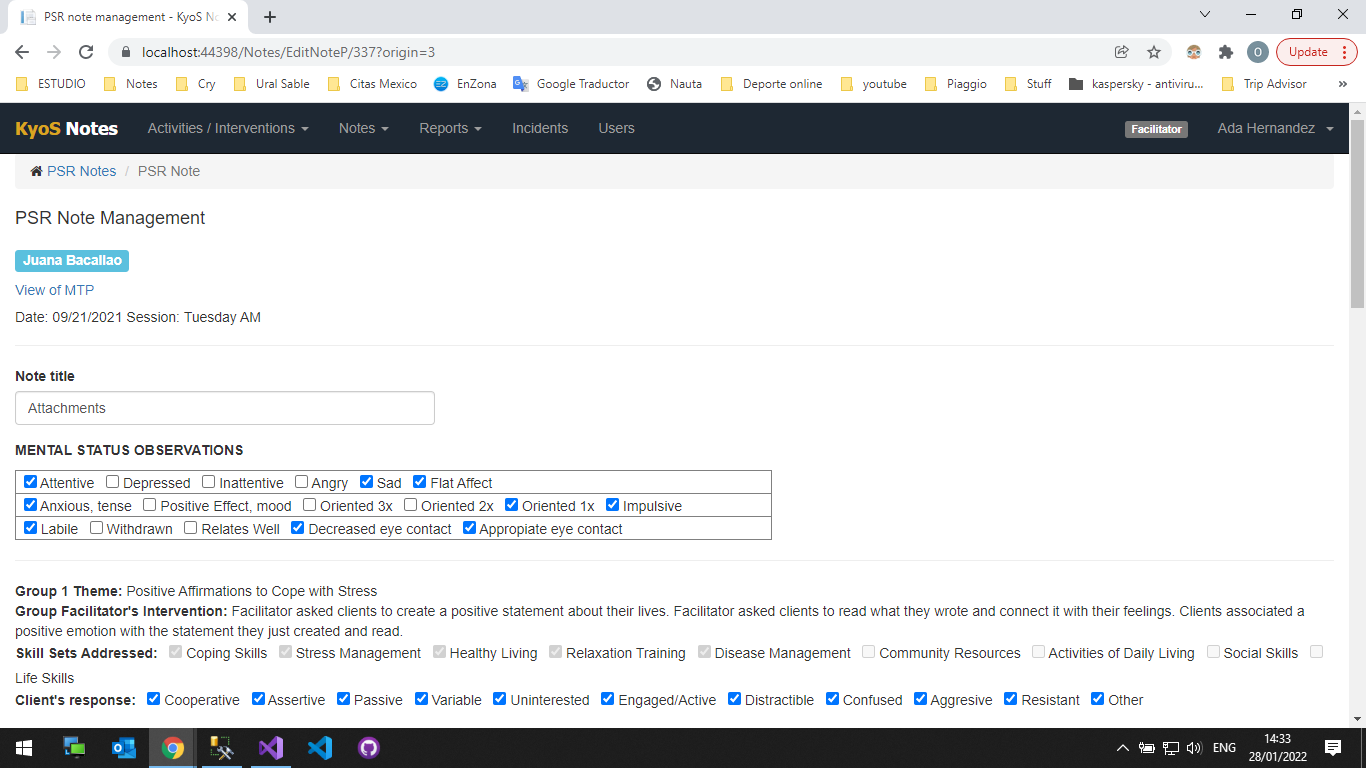 PSR note management - KyoS No
localhost:44398/Notes/EditNoteP/337?origin=3
O
Update
ESTUDIO Notes Cry Ural Sable Citas Mexico EnZona Google Traductor Nauta Deporte online youtube Piaggio Stuff kaspersky - antiviru... Trip Advisor »
KyoS Notes Activities / Interventions Notes Reports Incidents Users Facilitator Ada Hernandez
PSR Notes / PSR Note
PSR Note Management
Juana Bacallao
View of MTP
Date: 09/21/2021 Session: Tuesday AM
Note title
Attachments
MENTAL STATUS OBSERVATIONS
Attentive Depressed Inattentive Angry Sad Flat Affect
Anxious, tense Positive Effect, mood Oriented 3x Oriented 2x Oriented 1x Impulsive
Labile Withdrawn Relates Well Decreased eye contact Appropiate eye contact
Group 1 Theme: Positive Affirmations to Cope with Stress
Group Facilitator's Intervention: Facilitator asked clients to create a positive statement about their lives. Facilitator asked clients to read what they wrote and connect it with their feelings. Clients associated a
positive emotion with the statement they just created and read.
Skill Sets Addressed: Coping Skills Stress Management Healthy Living Relaxation Training Disease Management Community Resources Activities of Daily Living Social Skills
Life Skills
Client's response: Cooperative Assertive Passive Variable Uninterested Engaged/Active Distractible Confused Aggresive Resistant Other
ENG
14:33
28/01/2022